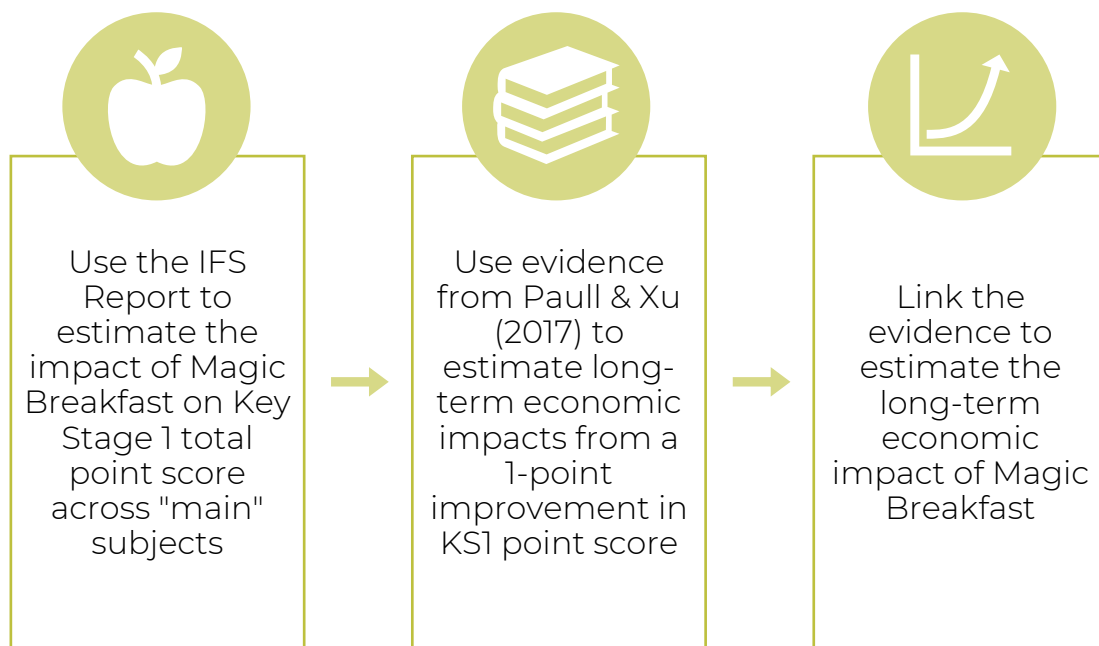 Use the IFS
Report to
estimate the
impact of Magic
Breakfast on Key
Stage 1 total
point score
across "main"
subjects
Use evidence
from Paull & Xu
(2017) to
estimate long-
term economic
impacts from a
1-point
improvement in
KS1 point score
Link the
evidence to
estimate the
long-term
economic
impact of Magic
Breakfast